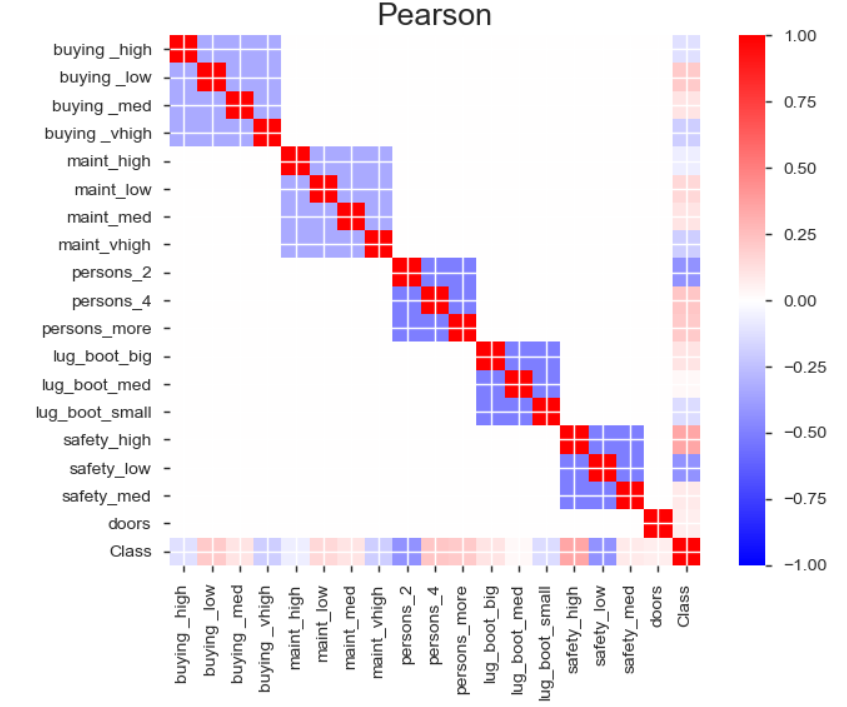 Pearson
buying _high
buying _low
buying _med
buying _vhigh
maint_high
maint_low
maint_med
maint_vhigh
persons_2
persons_4
persons_more
lug_boot_big
lug_boot_med
lug_boot_small
safety_high
safety_low
safety_med
doors
Class
buying _high
buying _low
buying _med
buying _vhigh
maint_high
maint_low
maint_med
maint_vhigh
persons_2
persons_4
persons_more
lug_boot_big
lug_boot_med
lug_boot_small
safety_high
safety_low
safety_med
doors
Class
1.00
0.75
0.50
0.25
0.00
−0.25
−0.50
−0.75
−1.00